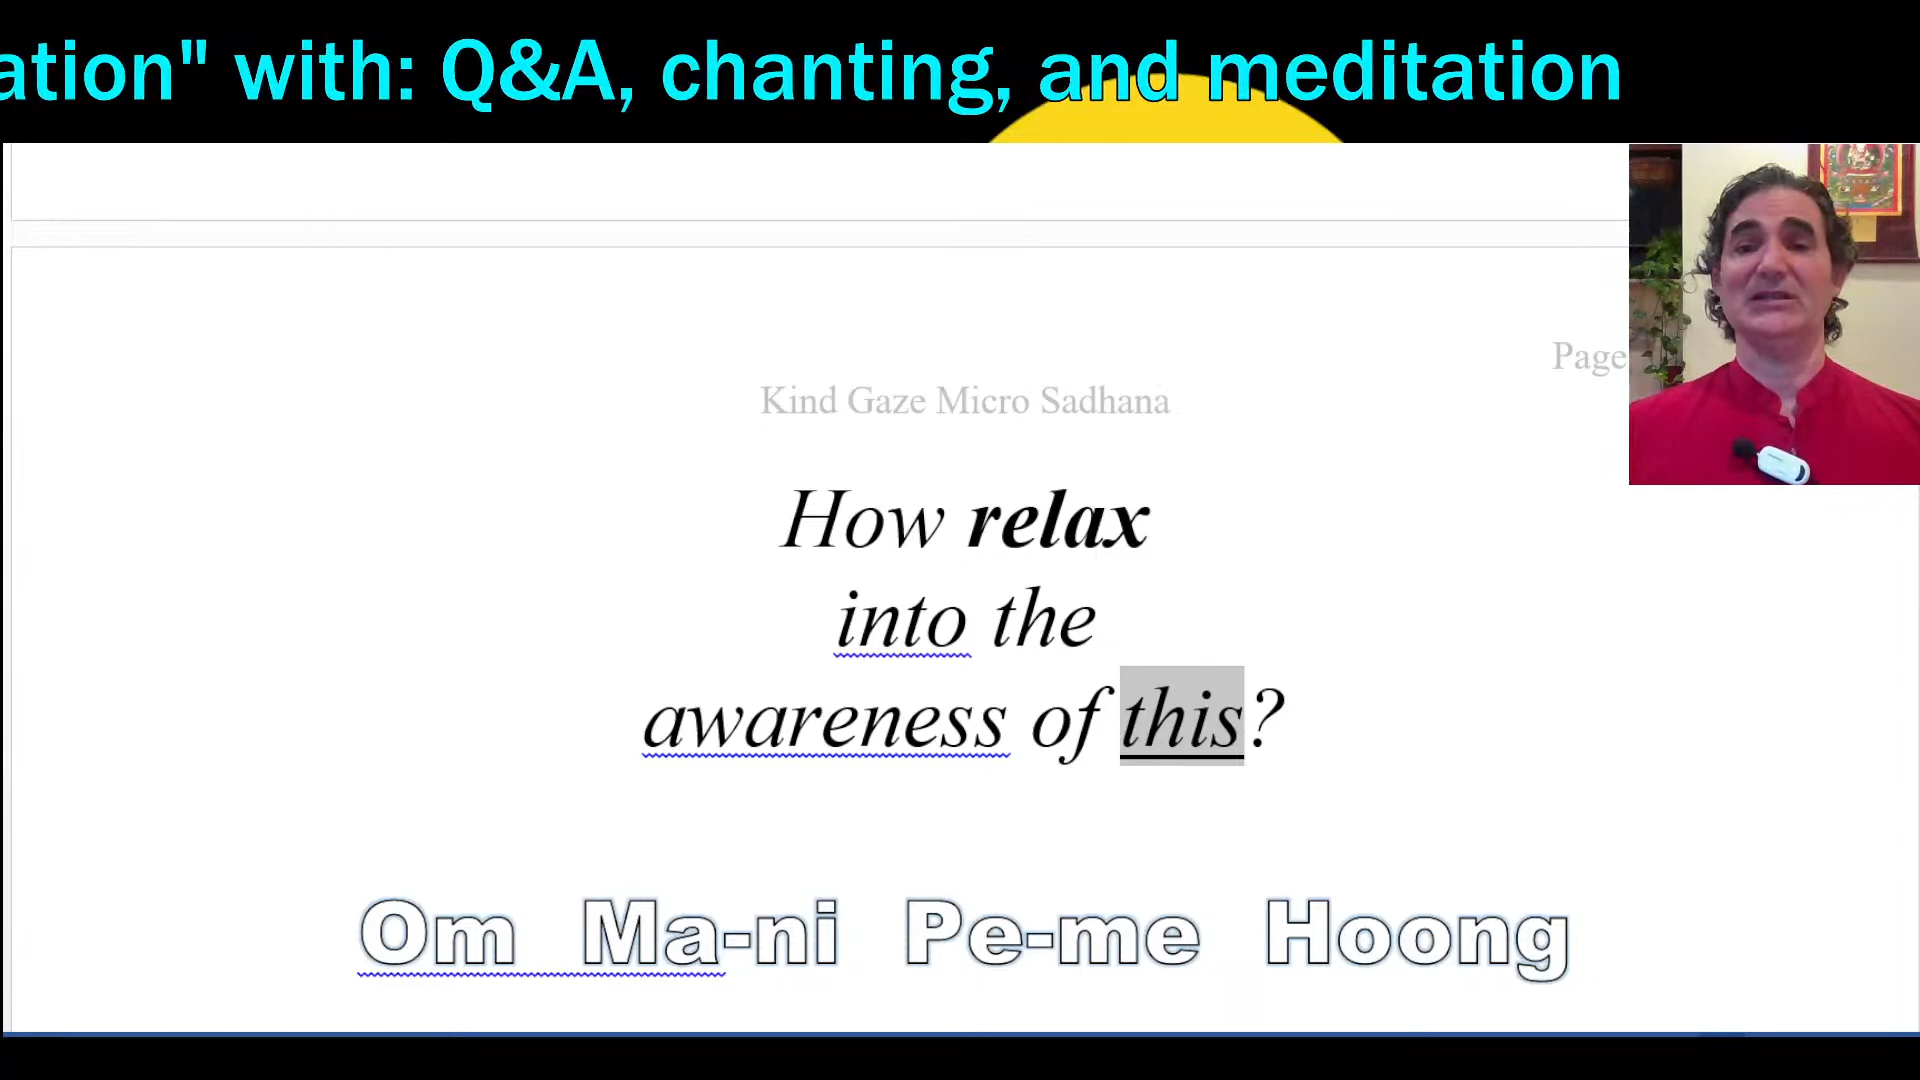 ation" with: Q&A, chanting, and meditation
Page
Kind Gaze Micro Sadhana
How relax
into the
awareness of this?
Om Ma-ni Pe-me Hoong